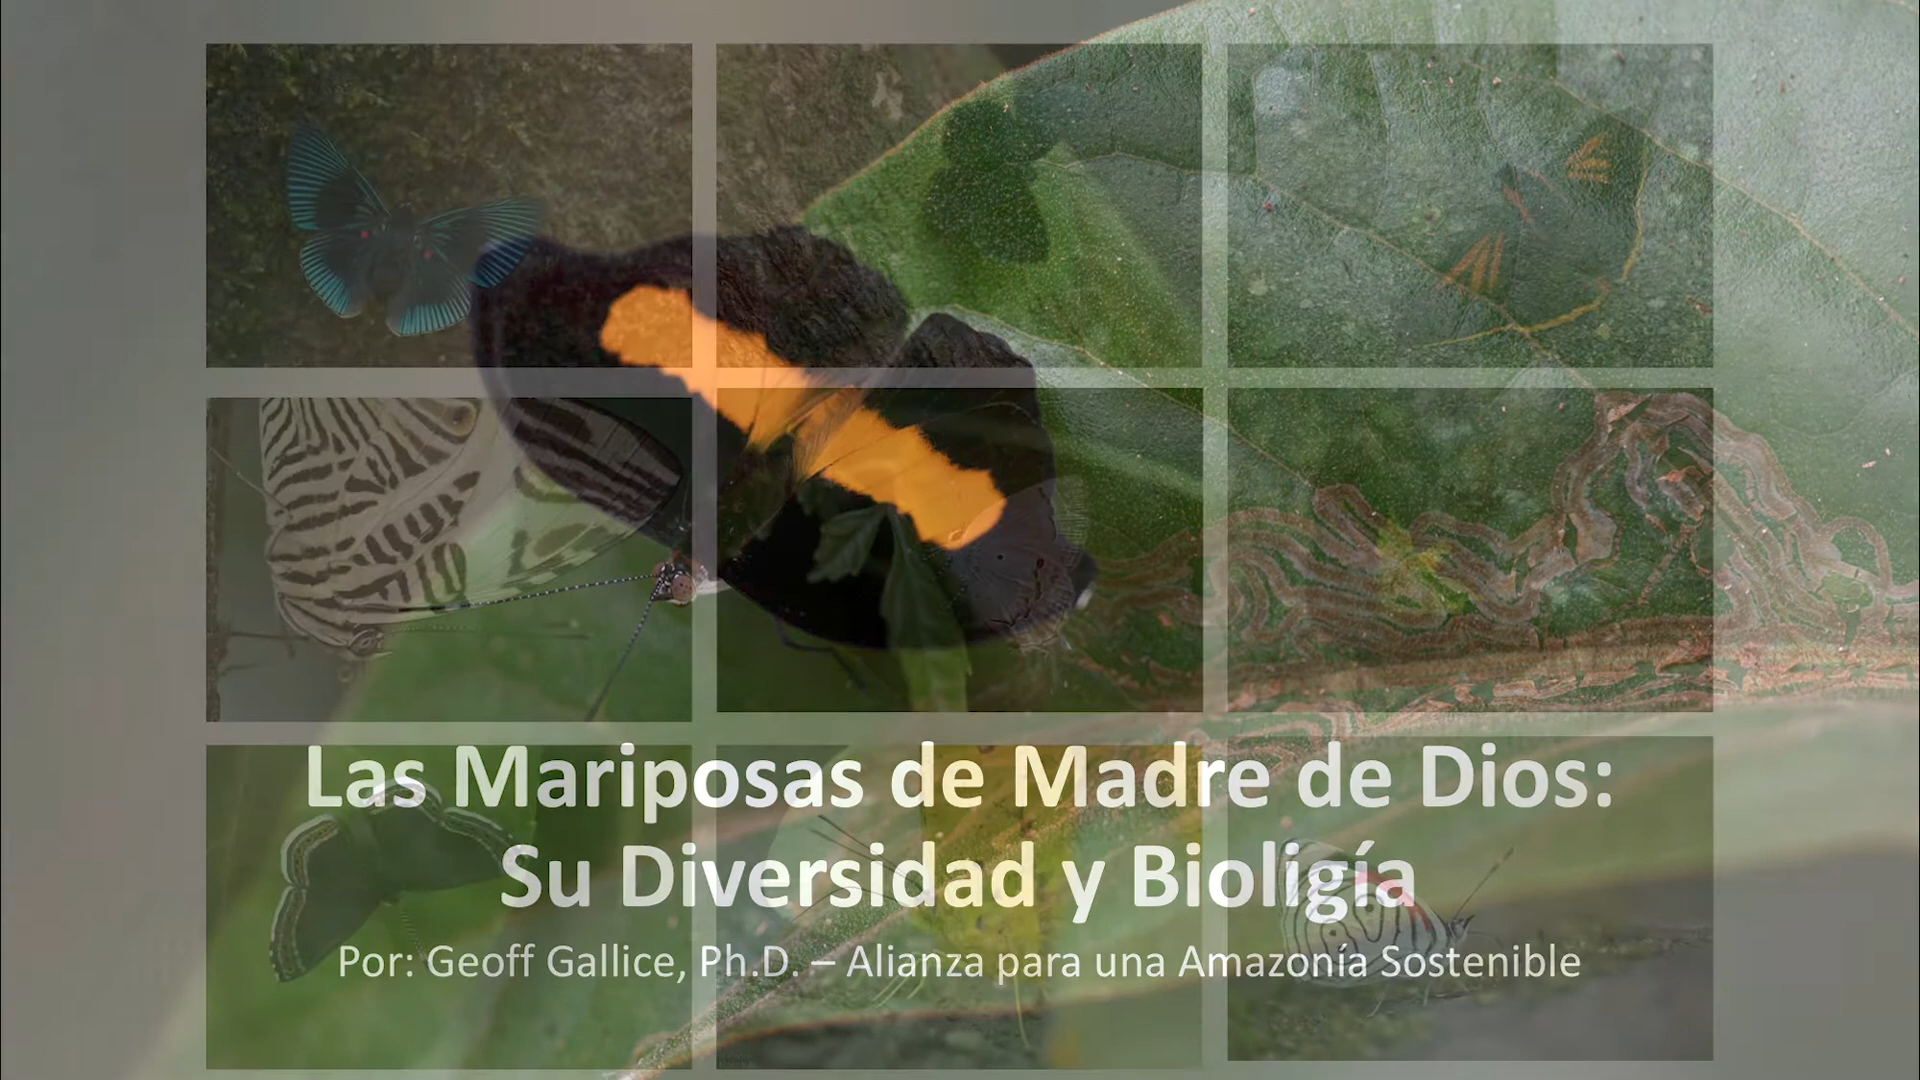 Las Mariposas de Madre de Dios:
Su Diversidad y Bioligía
Por: Geoff Gallice, Ph.D. – Alianza para una Amazonía Sostenible